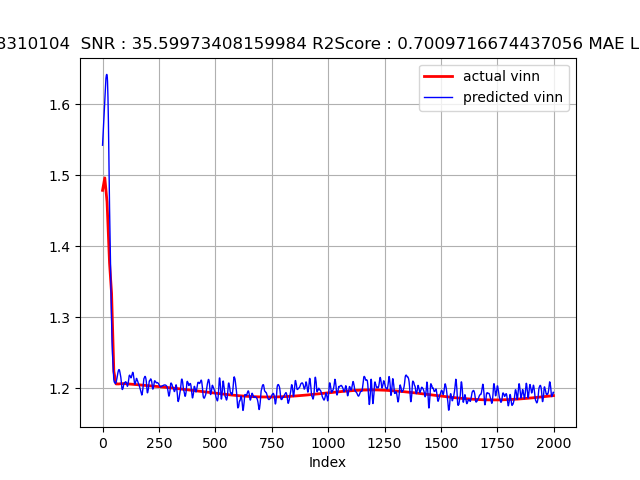 3310104  SNR : 35.59973408159984 R2Score : 0.7009716674437056 MAE L
actual vinn
predicted vinn
1.6
1.5
1.4
1.3
1.2
0 250 500 750 1000 1250 1500 1750 2000
Index